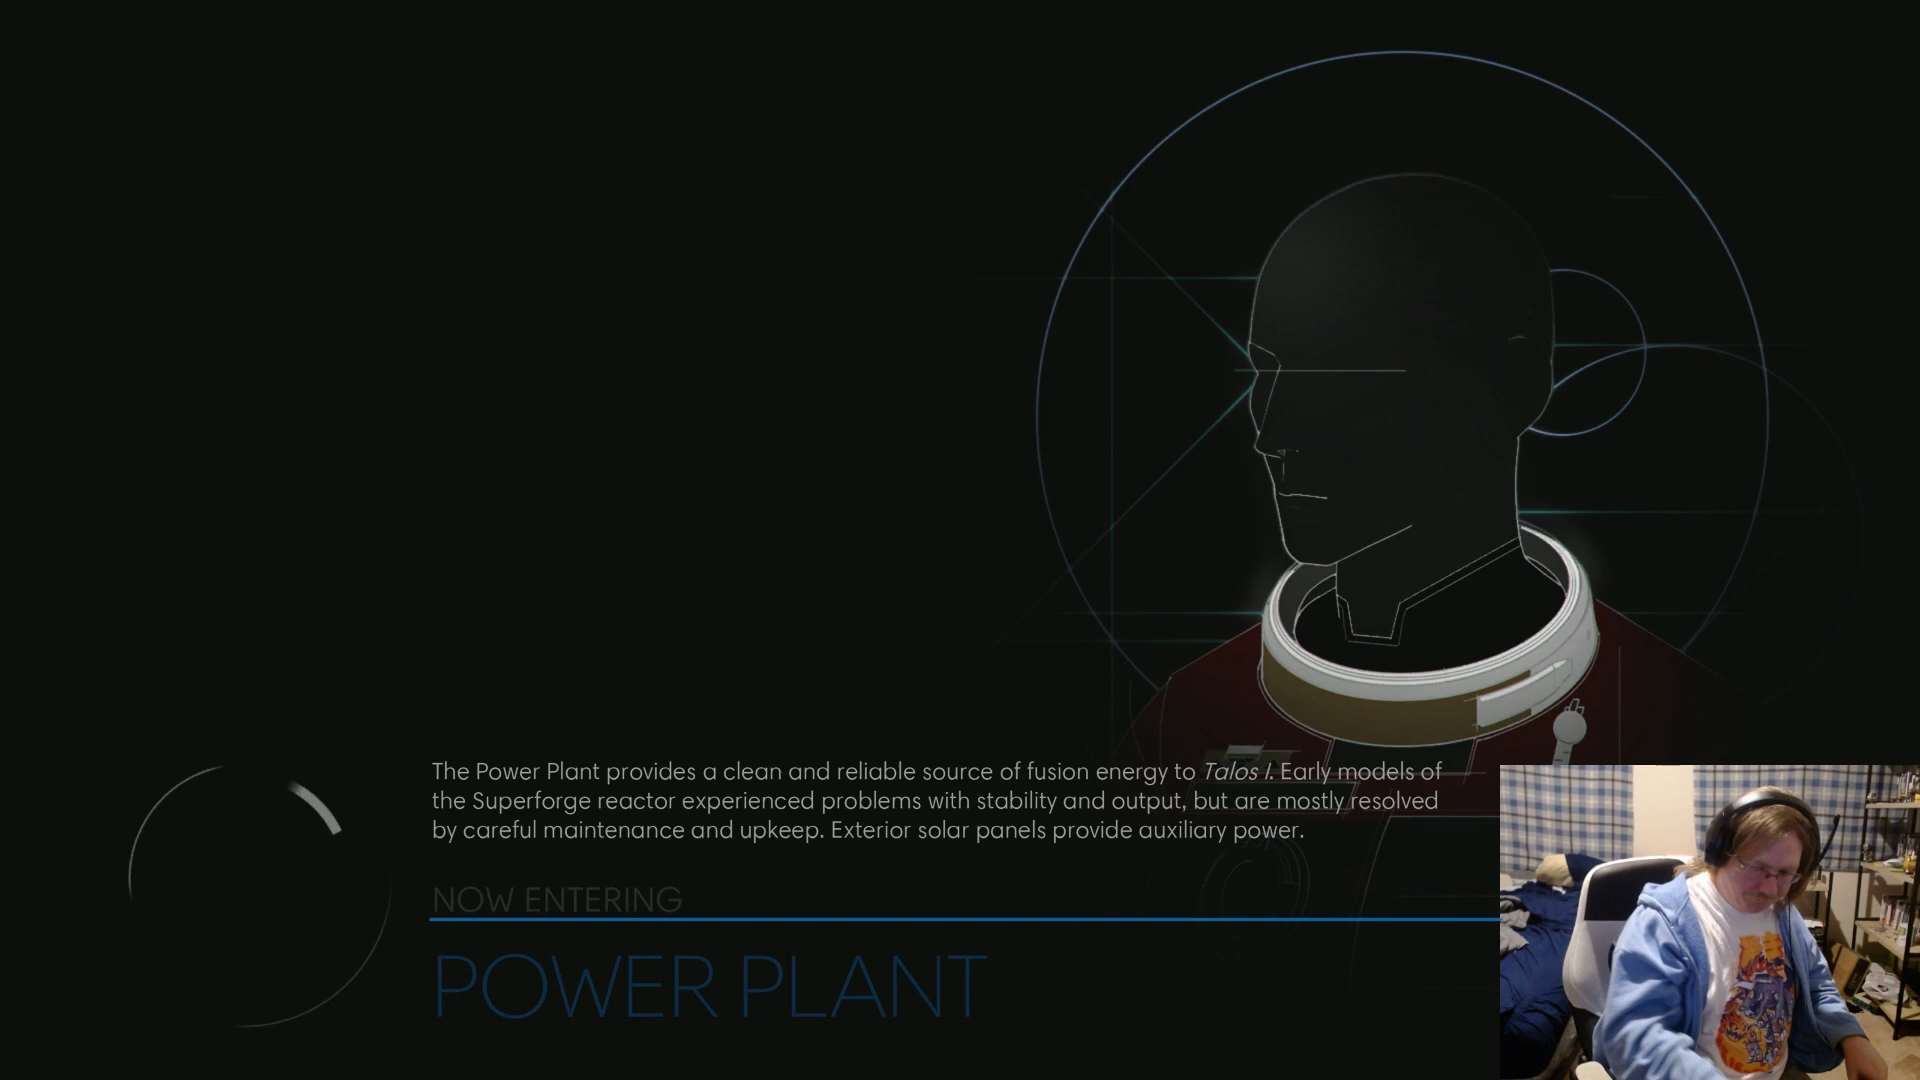 The Power Plant provides a clean and reliable source of fusion energy to Talos I. Early models of
the Superforge reactor experienced problems with stability and output, but are mostly resolved
by careful maintenance and upkeep. Exterior solar panels provide auxiliary power.
NOW ENTERING
POWER PLANT